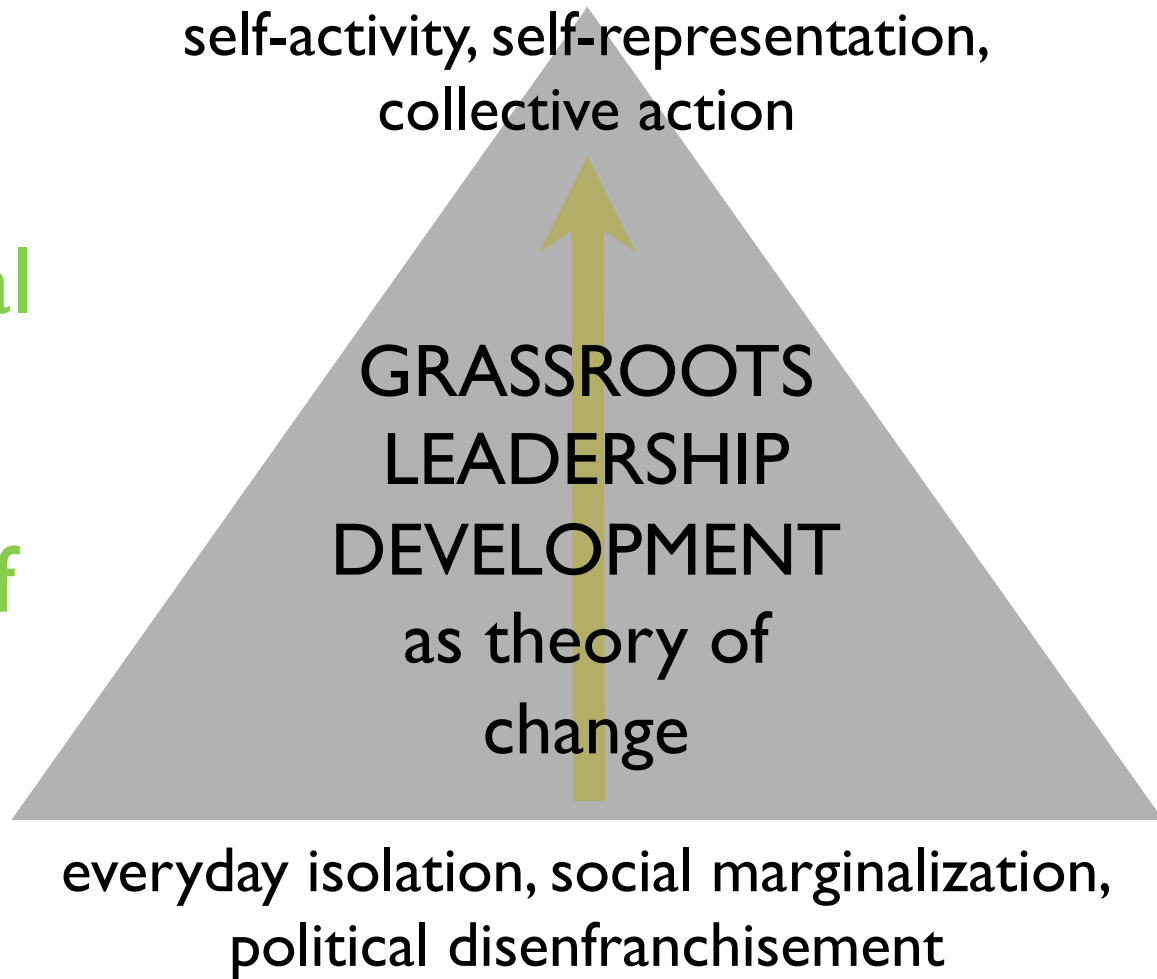 self-activity, self-representation,
collective action
al
GRASSROOTS
LEADERSHIP
DEVELOPMENT
f
as theory of
change
everyday isolation, social marginalization,
political disenfranchisement